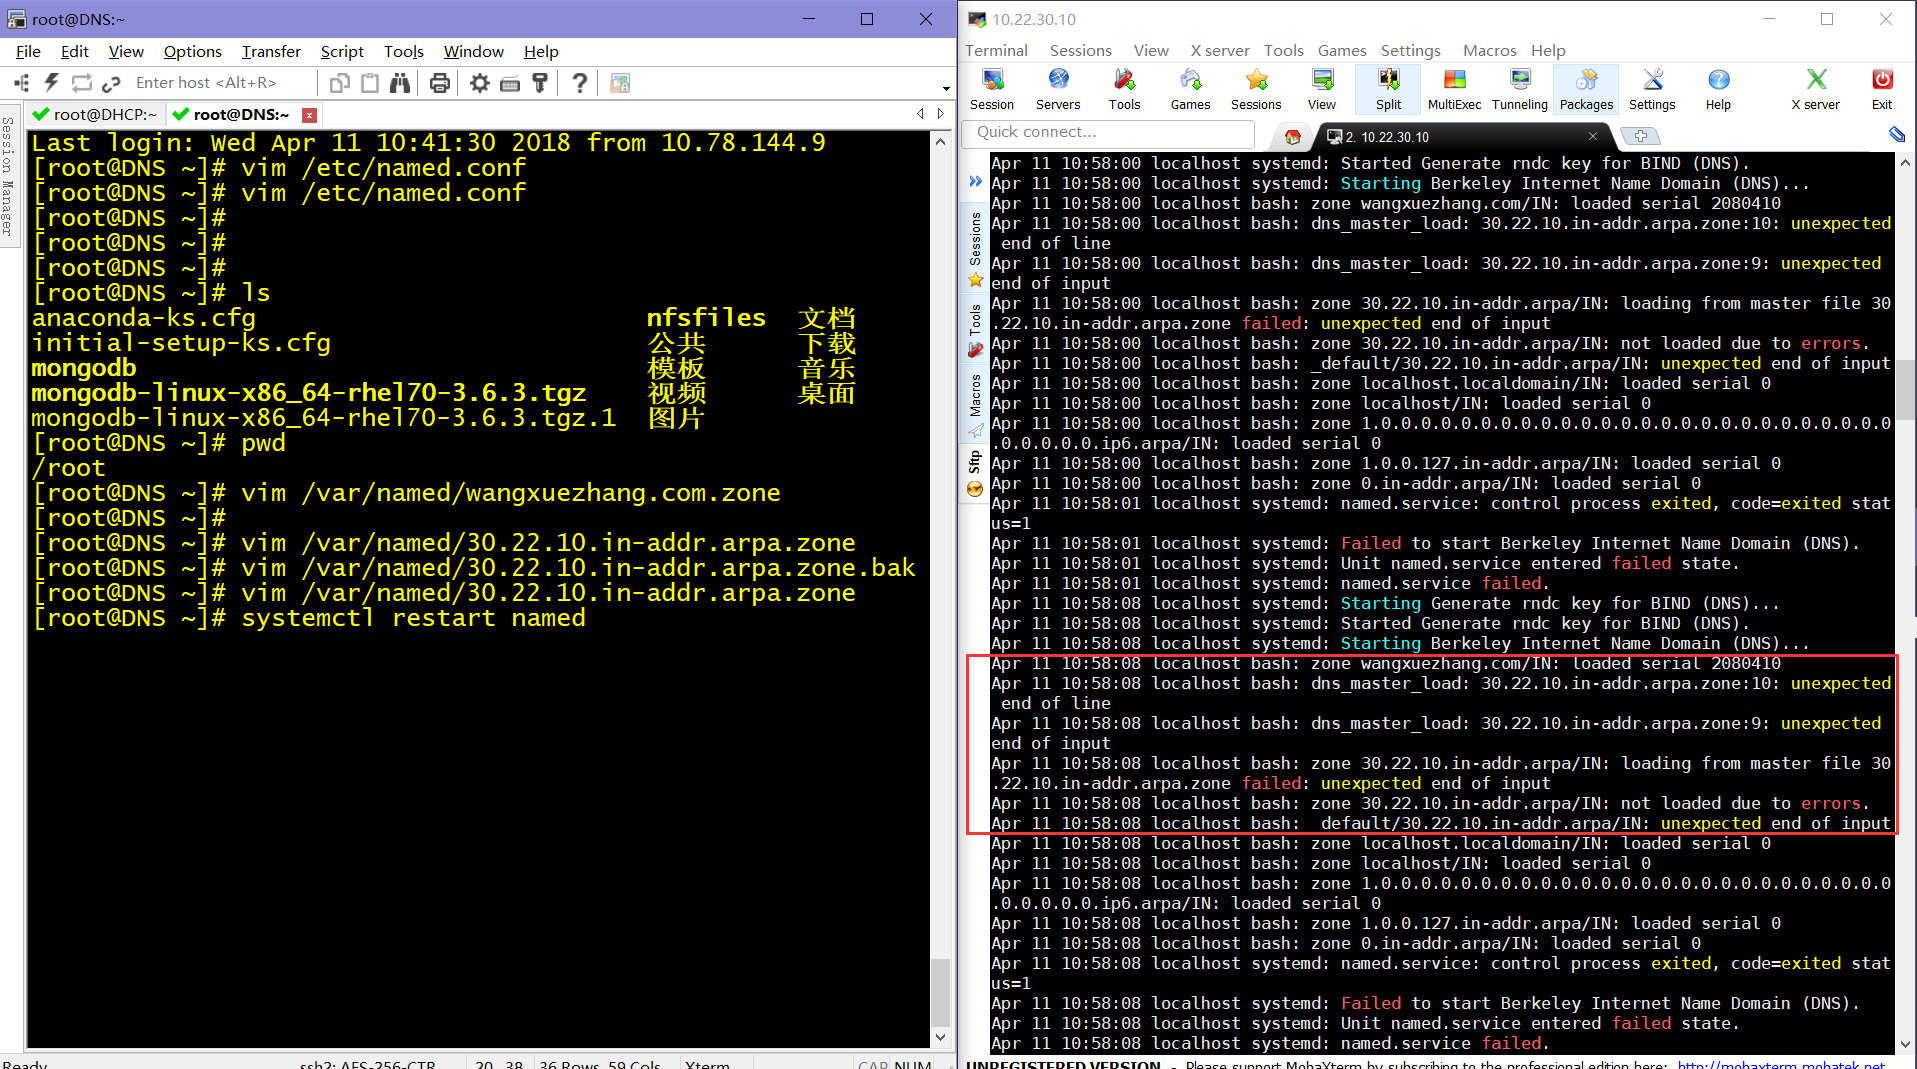 root@DNS:~
File Edit View Options Transfer Script Tools Window Help
Enter host <Alt+R>
root@DHCP:~ root@DNS:~
Session Manager
Last login: Wed Apr 11 10:41:30 2018 from 10.78.144.9
[root@DNS ~]# vim /etc/named.conf
[root@DNS ~]# vim /etc/named.conf
[root@DNS ~]#
[root@DNS ~]#
[root@DNS ~]#
[root@DNS ~]# ls
anaconda-ks.cfg nfsfiles 文档
initial-setup-ks.cfg 公共 下载
mongodb 模板 音乐
mongodb-linux-x86_64-rhel70-3.6.3.tgz 视频 桌面
mongodb-linux-x86_64-rhel70-3.6.3.tgz.1 图片
[root@DNS ~]# pwd
/root
[root@DNS ~]# vim /var/named/wangxuezhang.com.zone
[root@DNS ~]#
[root@DNS ~]# vim /var/named/30.22.10.in-addr.arpa.zone
[root@DNS ~]# vim /var/named/30.22.10.in-addr.arpa.zone.bak
[root@DNS ~]# vim /var/named/30.22.10.in-addr.arpa.zone
[root@DNS ~]# systemctl restart named
Ready ssh2: AES-256-CTR 20, 38 36 Rows, 59 Cols Xterm CAP NUM
10.22.30.10
Terminal Sessions View X server Tools Games Settings Macros Help
Session Servers Tools Games Sessions View Split MultiExec Tunneling Packages Settings Help X server Exit
Quick connect...
2. 10.22.30.10
Sessions
Tools
Macros
Sftp
Apr 11 10:58:00 localhost systemd: Started Generate rndc key for BIND (DNS).
Apr 11 10:58:00 localhost systemd: Starting Berkeley Internet Name Domain (DNS)...
Apr 11 10:58:00 localhost bash: zone wangxuezhang.com/IN: loaded serial 2080410
Apr 11 10:58:00 localhost bash: dns_master_load: 30.22.10.in-addr.arpa.zone:10: unexpected
end of line
Apr 11 10:58:00 localhost bash: dns_master_load: 30.22.10.in-addr.arpa.zone:9: unexpected
end of input
Apr 11 10:58:00 localhost bash: zone 30.22.10.in-addr.arpa/IN: loading from master file 30
.22.10.in-addr.arpa.zone failed: unexpected end of input
Apr 11 10:58:00 localhost bash: zone 30.22.10.in-addr.arpa/IN: not loaded due to errors.
Apr 11 10:58:00 localhost bash: _default/30.22.10.in-addr.arpa/IN: unexpected end of input
Apr 11 10:58:00 localhost bash: zone localhost.localdomain/IN: loaded serial 0
Apr 11 10:58:00 localhost bash: zone localhost/IN: loaded serial 0
Apr 11 10:58:00 localhost bash: zone 1.0.0.0.0.0.0.0.0.0.0.0.0.0.0.0.0.0.0.0.0.0.0.0.0.0.0
.0.0.0.0.0.ip6.arpa/IN: loaded serial 0
Apr 11 10:58:00 localhost bash: zone 1.0.0.127.in-addr.arpa/IN: loaded serial 0
Apr 11 10:58:00 localhost bash: zone 0.in-addr.arpa/IN: loaded serial 0
Apr 11 10:58:01 localhost systemd: named.service: control process exited, code=exited stat
us=1
Apr 11 10:58:01 localhost systemd: Failed to start Berkeley Internet Name Domain (DNS).
Apr 11 10:58:01 localhost systemd: Unit named.service entered failed state.
Apr 11 10:58:01 localhost systemd: named.service failed.
Apr 11 10:58:08 localhost systemd: Starting Generate rndc key for BIND (DNS)...
Apr 11 10:58:08 localhost systemd: Started Generate rndc key for BIND (DNS).
Apr 11 10:58:08 localhost systemd: Starting Berkeley Internet Name Domain (DNS)...
Apr 11 10:58:08 localhost bash: zone wangxuezhang.com/IN: loaded serial 2080410
Apr 11 10:58:08 localhost bash: dns_master_load: 30.22.10.in-addr.arpa.zone:10: unexpected
end of line
Apr 11 10:58:08 localhost bash: dns_master_load: 30.22.10.in-addr.arpa.zone:9: unexpected
end of input
Apr 11 10:58:08 localhost bash: zone 30.22.10.in-addr.arpa/IN: loading from master file 30
.22.10.in-addr.arpa.zone failed: unexpected end of input
Apr 11 10:58:08 localhost bash: zone 30.22.10.in-addr.arpa/IN: not loaded due to errors.
Apr 11 10:58:08 localhost bash: _default/30.22.10.in-addr.arpa/IN: unexpected end of input
Apr 11 10:58:08 localhost bash: zone localhost.localdomain/IN: loaded serial 0
Apr 11 10:58:08 localhost bash: zone localhost/IN: loaded serial 0
Apr 11 10:58:08 localhost bash: zone 1.0.0.0.0.0.0.0.0.0.0.0.0.0.0.0.0.0.0.0.0.0.0.0.0.0.0
.0.0.0.0.0.ip6.arpa/IN: loaded serial 0
Apr 11 10:58:08 localhost bash: zone 1.0.0.127.in-addr.arpa/IN: loaded serial 0
Apr 11 10:58:08 localhost bash: zone 0.in-addr.arpa/IN: loaded serial 0
Apr 11 10:58:08 localhost systemd: named.service: control process exited, code=exited stat
us=1
Apr 11 10:58:08 localhost systemd: Failed to start Berkeley Internet Name Domain (DNS).
Apr 11 10:58:08 localhost systemd: Unit named.service entered failed state.
Apr 11 10:58:08 localhost systemd: named.service failed.
UNREGISTERED VERSION - Please support MobaXterm by subscribing to the professional edition here: http://mobaxterm.mobatek.net